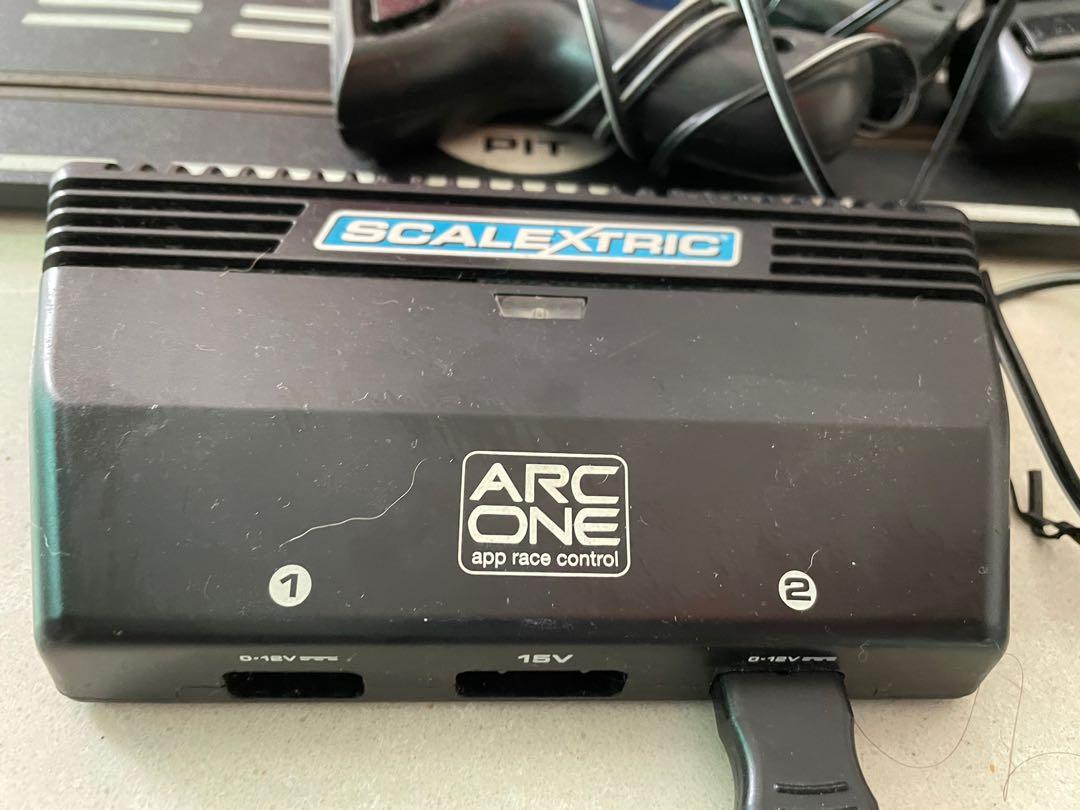 PIT
SCALEXTRIC
ARC
ONE
app race control
1
2
0-12V
15V
0-12V